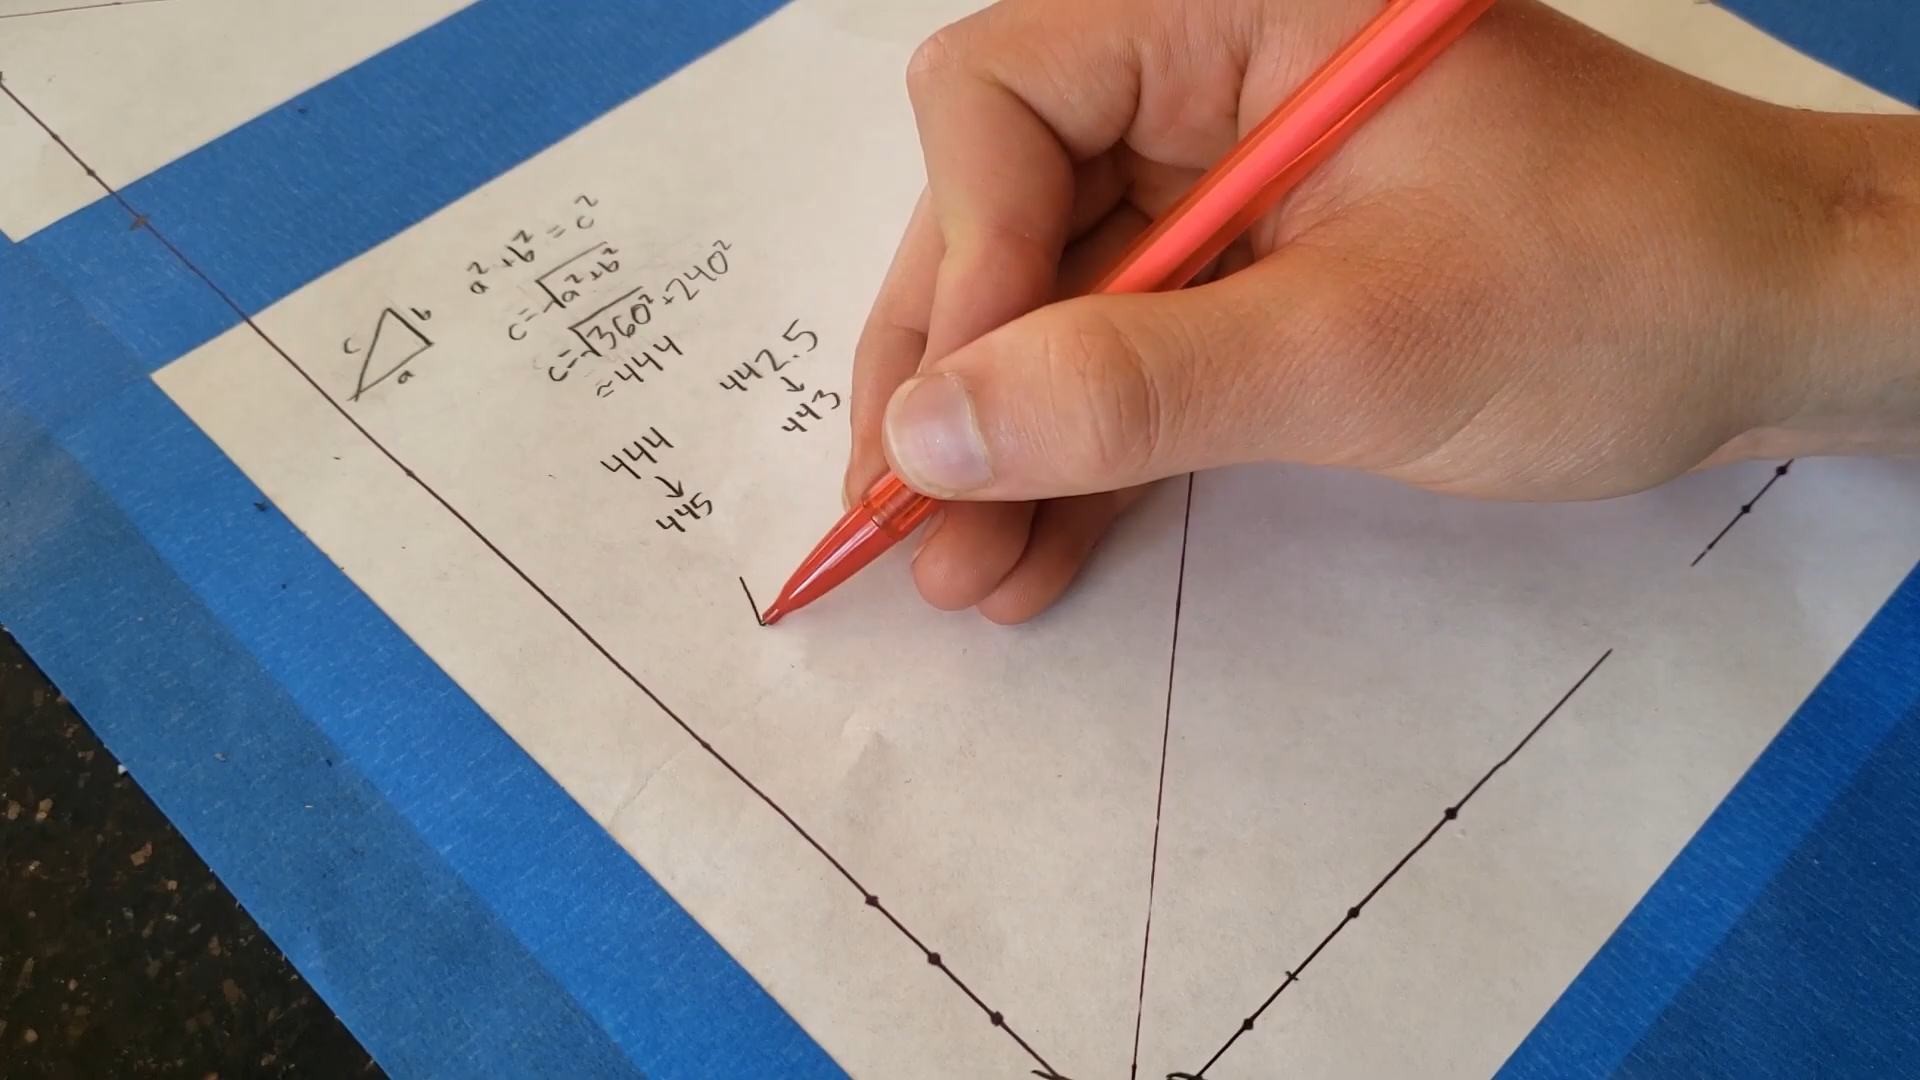 a²+b²=c²
c=√a²+b²
c=√360²+240²
≈444
c
b
a
442.5
↓
443
444
↓
445